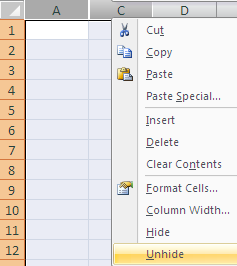 A C D
1
2
3
4
5
6
7
8
9
10
11
12
Cut
Copy
Paste
Paste Special...
Insert
Delete
Clear Contents
Format Cells...
Column Width...
Hide
Unhide